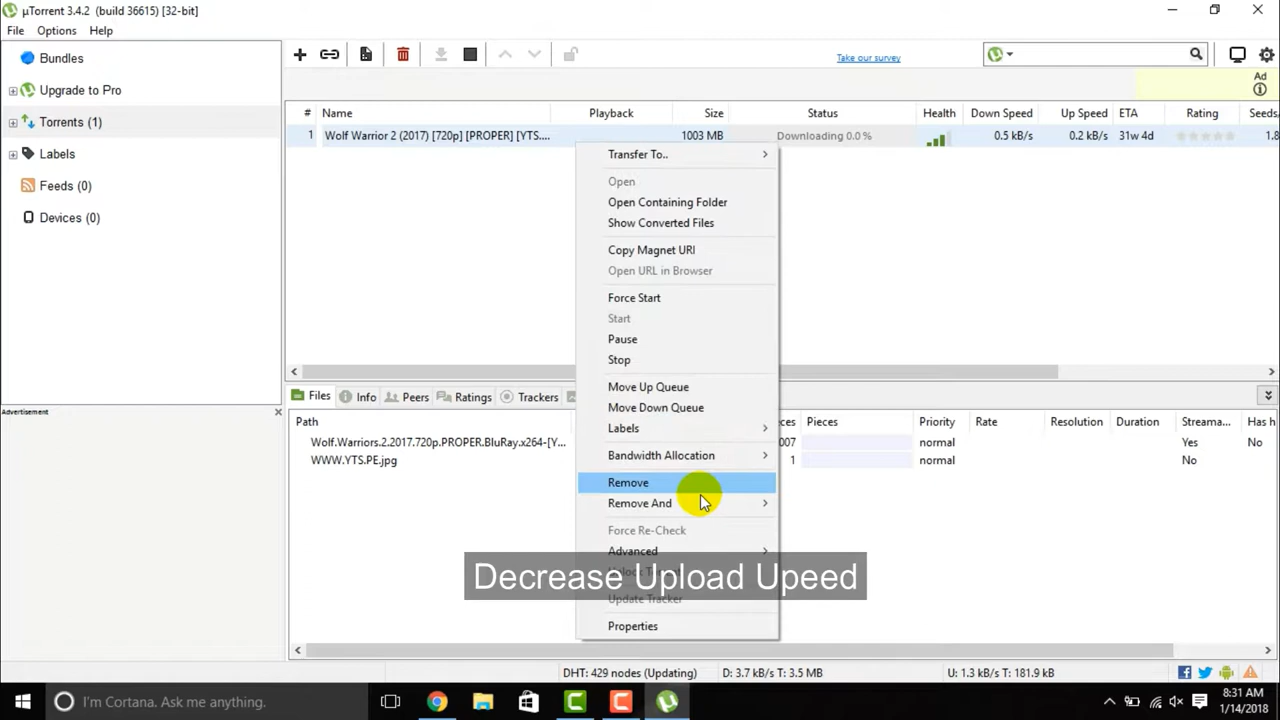 µTorrent 3.4.2 (build 36615) [32-bit]
File Options Help
Bundles
Upgrade to Pro
Torrents (1)
Labels
Feeds (0)
Devices (0)
Advertisement
Take our survey
Ad
# Name Playback Size Status Health Down Speed Up Speed ETA Rating Seeds
1 Wolf Warrior 2 (2017) [720p] [PROPER] [YTS.... 1003 MB Downloading 0.0 % 0.5 kB/s 0.2 kB/s 31w 4d 1.8
Transfer To..
Open
Open Containing Folder
Show Converted Files
Copy Magnet URI
Open URL in Browser
Force Start
Start
Pause
Stop
Move Up Queue
Move Down Queue
Labels
Bandwidth Allocation
Remove
Remove And
Force Re-Check
Advanced
Update Tracker
Properties
Files Info Peers Ratings Trackers
Path ces Pieces Priority Rate Resolution Duration Streama... Has h
Wolf.Warriors.2.2017.720p.PROPER.BluRay.x264-[Y... 007 normal Yes No
WWW.YTS.PE.jpg 1 normal No
Decrease Upload Upeed
DHT: 429 nodes (Updating) D: 3.7 kB/s T: 3.5 MB U: 1.3 kB/s T: 181.9 kB
I'm Cortana. Ask me anything.
8:31 AM
1/14/2018